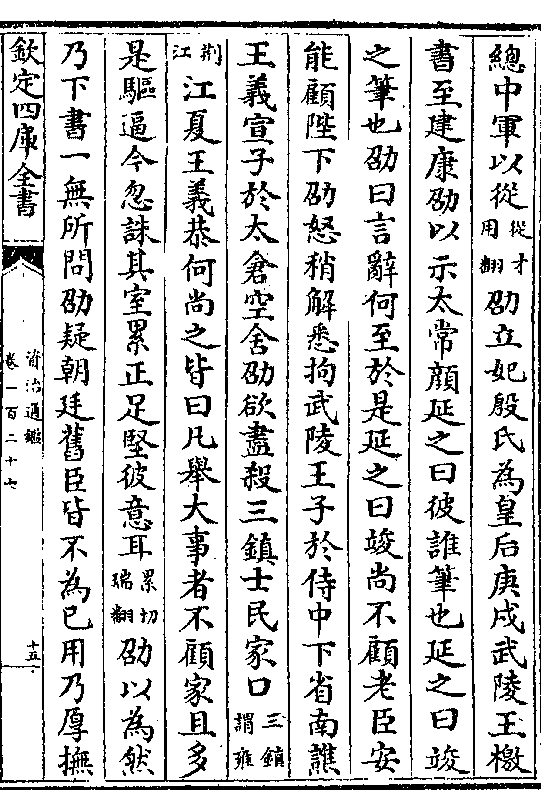 總中軍以從從才用翻劭立妃殷氏為皇后庚戌武陵王檄
書至建康劭以示太常顔延之曰彼誰筆也延之曰竣
之筆也劭曰言辭何至於是延之曰竣尚不顧老臣安
能顧陛下劭怒稍解悉拘武陵王子於侍中下省南譙
王義宣子於太倉空舍劭欲盡殺三鎮士民家口三鎮謂雍
荆江江夏王義恭何尚之皆曰凡舉大事者不顧家且多
是驅逼今忽誅其室累正足堅彼意耳累切瑞翻劭以為然
乃下書一無所問劭疑朝廷舊臣皆不為已用乃厚撫
欽定四庫全書
資治通鑑
卷一百二十七
十五